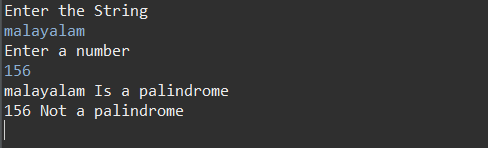 Enter the String
malayalam
Enter a number
156
malayalam Is a palindrome
156 Not a palindrome